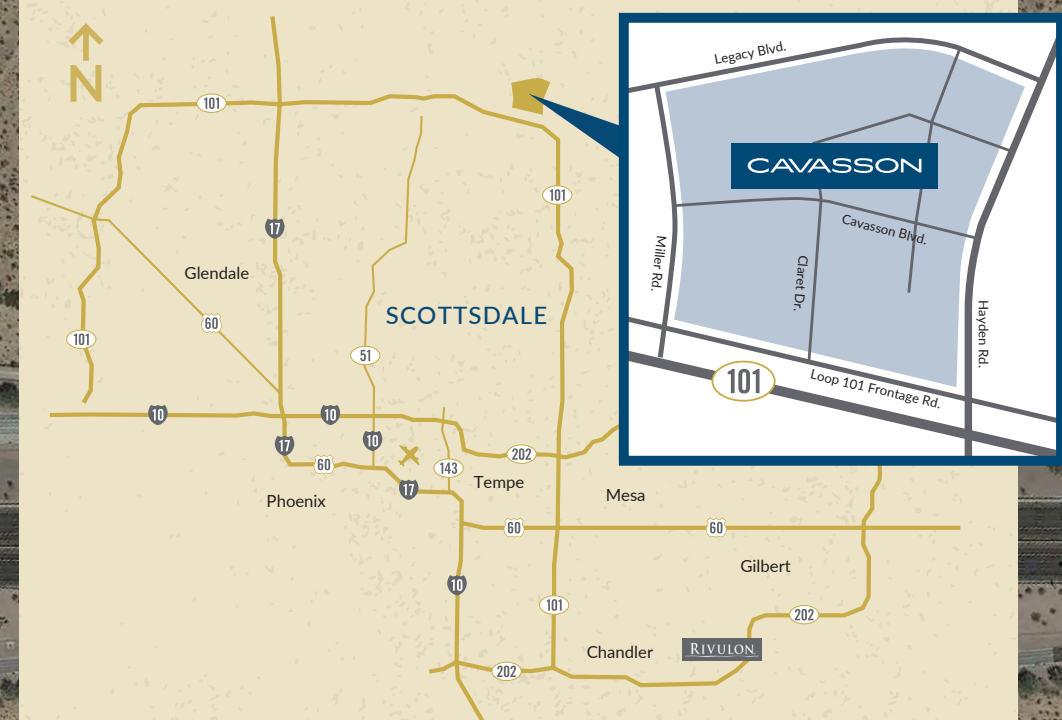 N
101
17
101
Glendale
60
101
51
SCOTTSDALE
10
10
17
10
60
143
202
17
Phoenix
Tempe
Mesa
60
60
Gilbert
10
101
202
Chandler
RIVULON
202
Legacy Blvd.
CAVASSON
Cavasson Blvd.
Miller Rd.
Claret Dr.
Hayden Rd.
101
Loop 101 Frontage Rd.